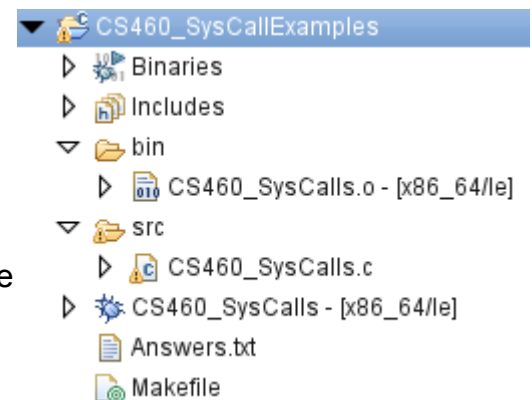 CS460_SysCallExamples
Binaries
Includes
bin
CS460_SysCalls.o - [x86_64/le]
src
CS460_SysCalls.c
e
CS460_SysCalls - [x86_64/le]
Answers.txt
Makefile